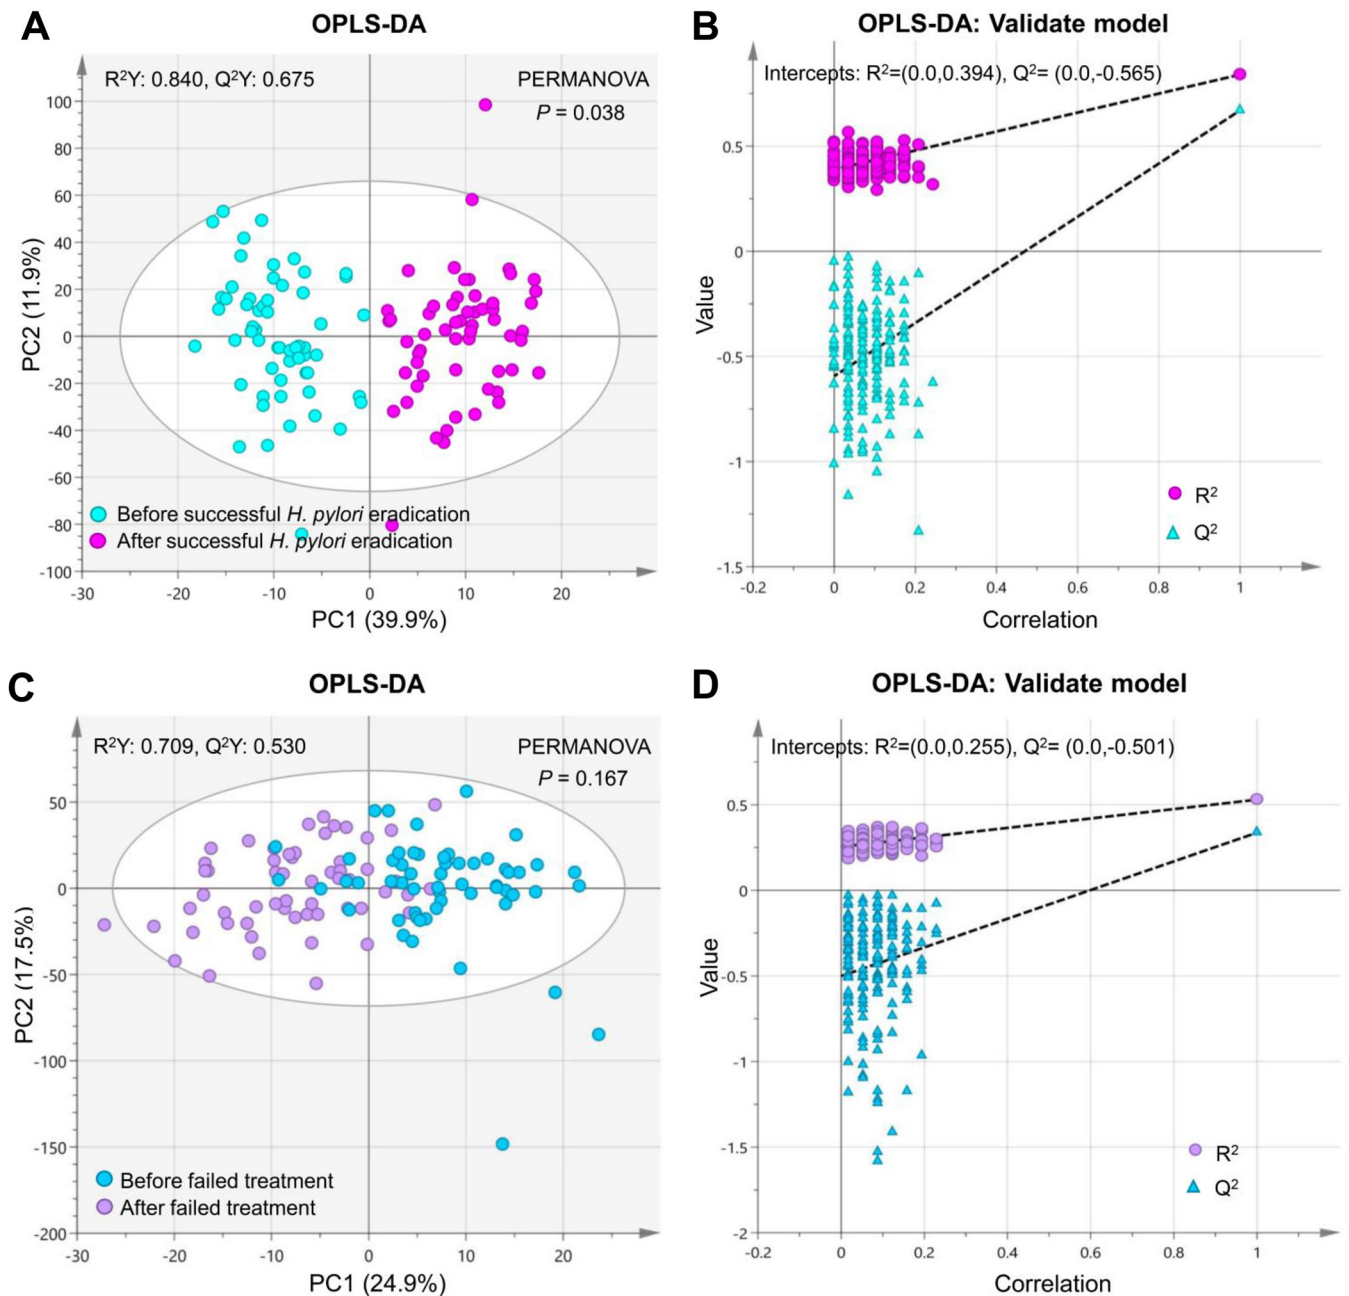 A
OPLS-DA
R²Y: 0.840, Q²Y: 0.675
PERMANOVA
P = 0.038
100
80
60
40
20
0
-20
-40
-60
-80
-100
PC2 (11.9%)
Before successful H. pylori eradication
After successful H. pylori eradication
-30
-20
-10
0
10
20
PC1 (39.9%)
B
OPLS-DA: Validate model
Intercepts: R²=(0.0,0.394), Q²= (0.0,-0.565)
0.5
0
-0.5
-1
-1.5
Value
R²
Q²
-0.2
0
0.2
0.4
0.6
0.8
1
Correlation
C
OPLS-DA
R²Y: 0.709, Q²Y: 0.530
PERMANOVA
P = 0.167
50
0
-50
-100
-150
-200
PC2 (17.5%)
Before failed treatment
After failed treatment
-30
-20
-10
0
10
20
PC1 (24.9%)
D
OPLS-DA: Validate model
Intercepts: R²=(0.0,0.255), Q²= (0.0,-0.501)
0.5
0
-0.5
-1
-1.5
-2
Value
R²
Q²
-0.2
0
0.2
0.4
0.6
0.8
1
Correlation